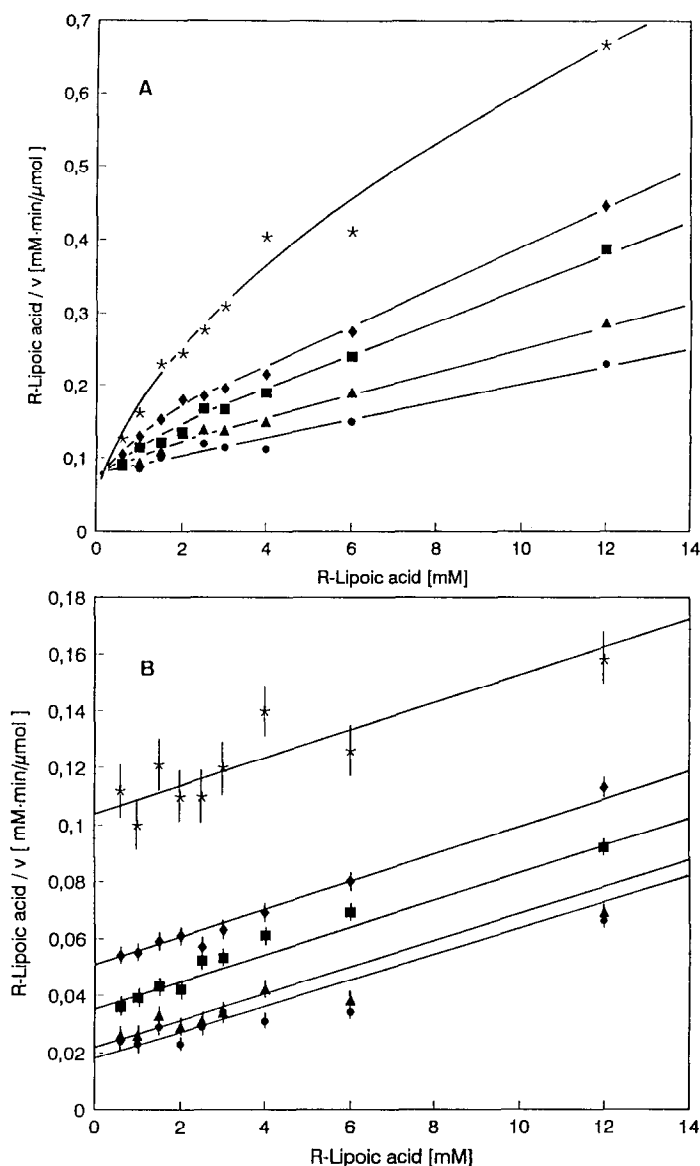 0,7
0,6
0,5
0,4
0,3
0,2
0,1
0
A
R-Lipoic acid / v [mM·min/µmol]
0 2 4 6 8 10 12 14
R-Lipoic acid [mM]
0,18
0,16
0,14
0,12
0,1
0,08
0,06
0,04
0,02
0
B
R-Lipoic acid / v [ mM·min/µmol ]
0 2 4 6 8 10 12 14
R-Lipoic acid [mM]